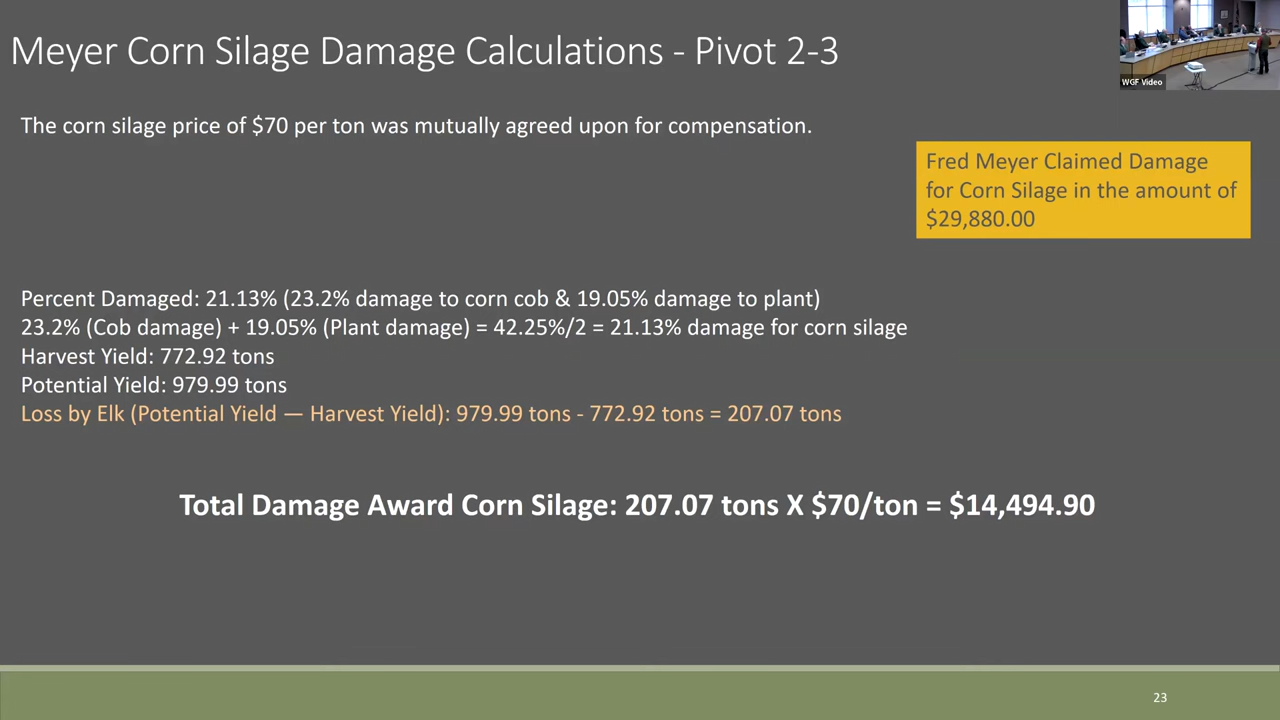 Meyer Corn Silage Damage Calculations - Pivot 2-3
WGF Video
The corn silage price of $70 per ton was mutually agreed upon for compensation.
Fred Meyer Claimed Damage
for Corn Silage in the amount of
$29,880.00
Percent Damaged: 21.13% (23.2% damage to corn cob & 19.05% damage to plant)
23.2% (Cob damage) + 19.05% (Plant damage) = 42.25%/2 = 21.13% damage for corn silage
Harvest Yield: 772.92 tons
Potential Yield: 979.99 tons
Loss by Elk (Potential Yield — Harvest Yield): 979.99 tons - 772.92 tons = 207.07 tons
Total Damage Award Corn Silage: 207.07 tons X $70/ton = $14,494.90
23